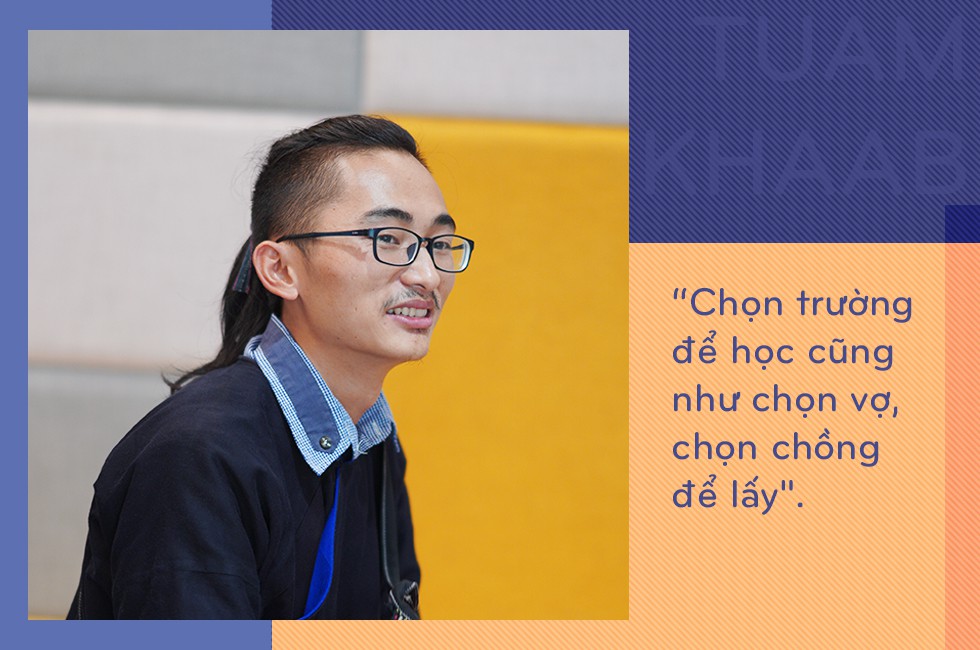 TUAM
KHAAB
“Chọn trường
để học cũng
như chọn vợ,
chọn chồng
để lấy".